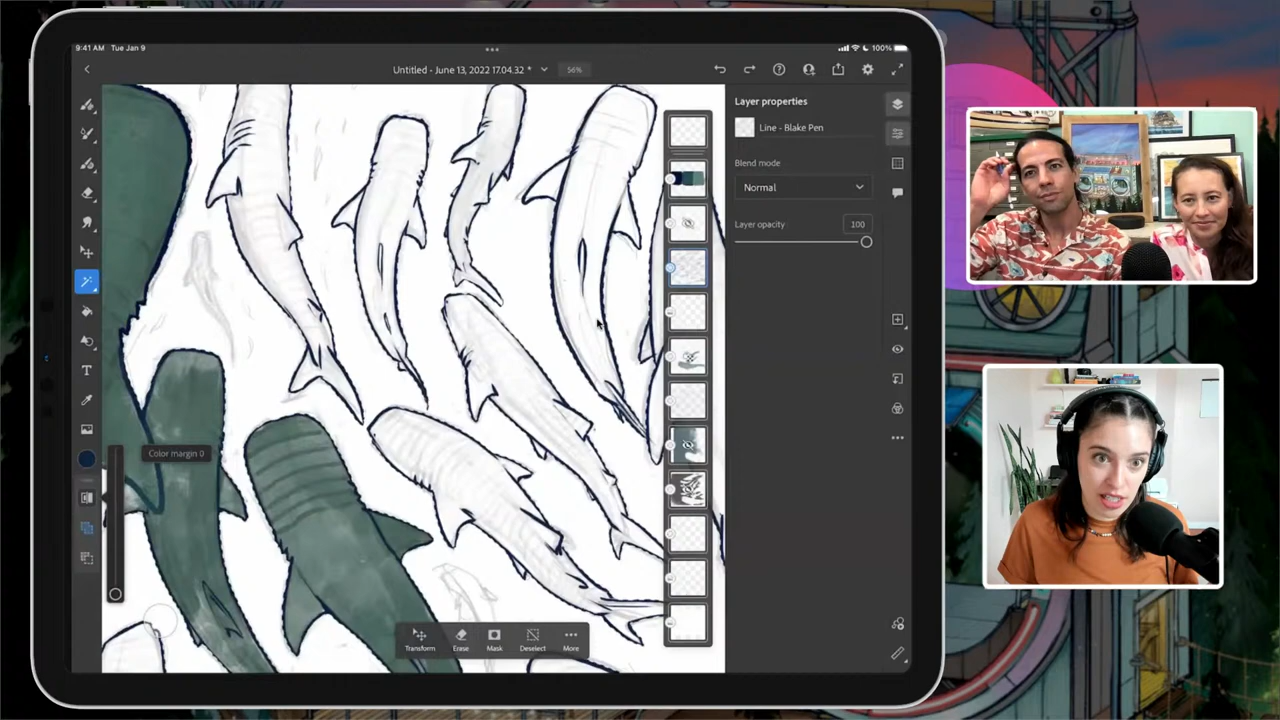 9:41 AM Tue Jan 9
100%
Untitled - June 13, 2022 17.04.32 *
56%
Layer properties
Line - Blake Pen
Blend mode
Normal
Layer opacity
100
T
Color margin 0
Transform
Erase
Mask
Deselect
More